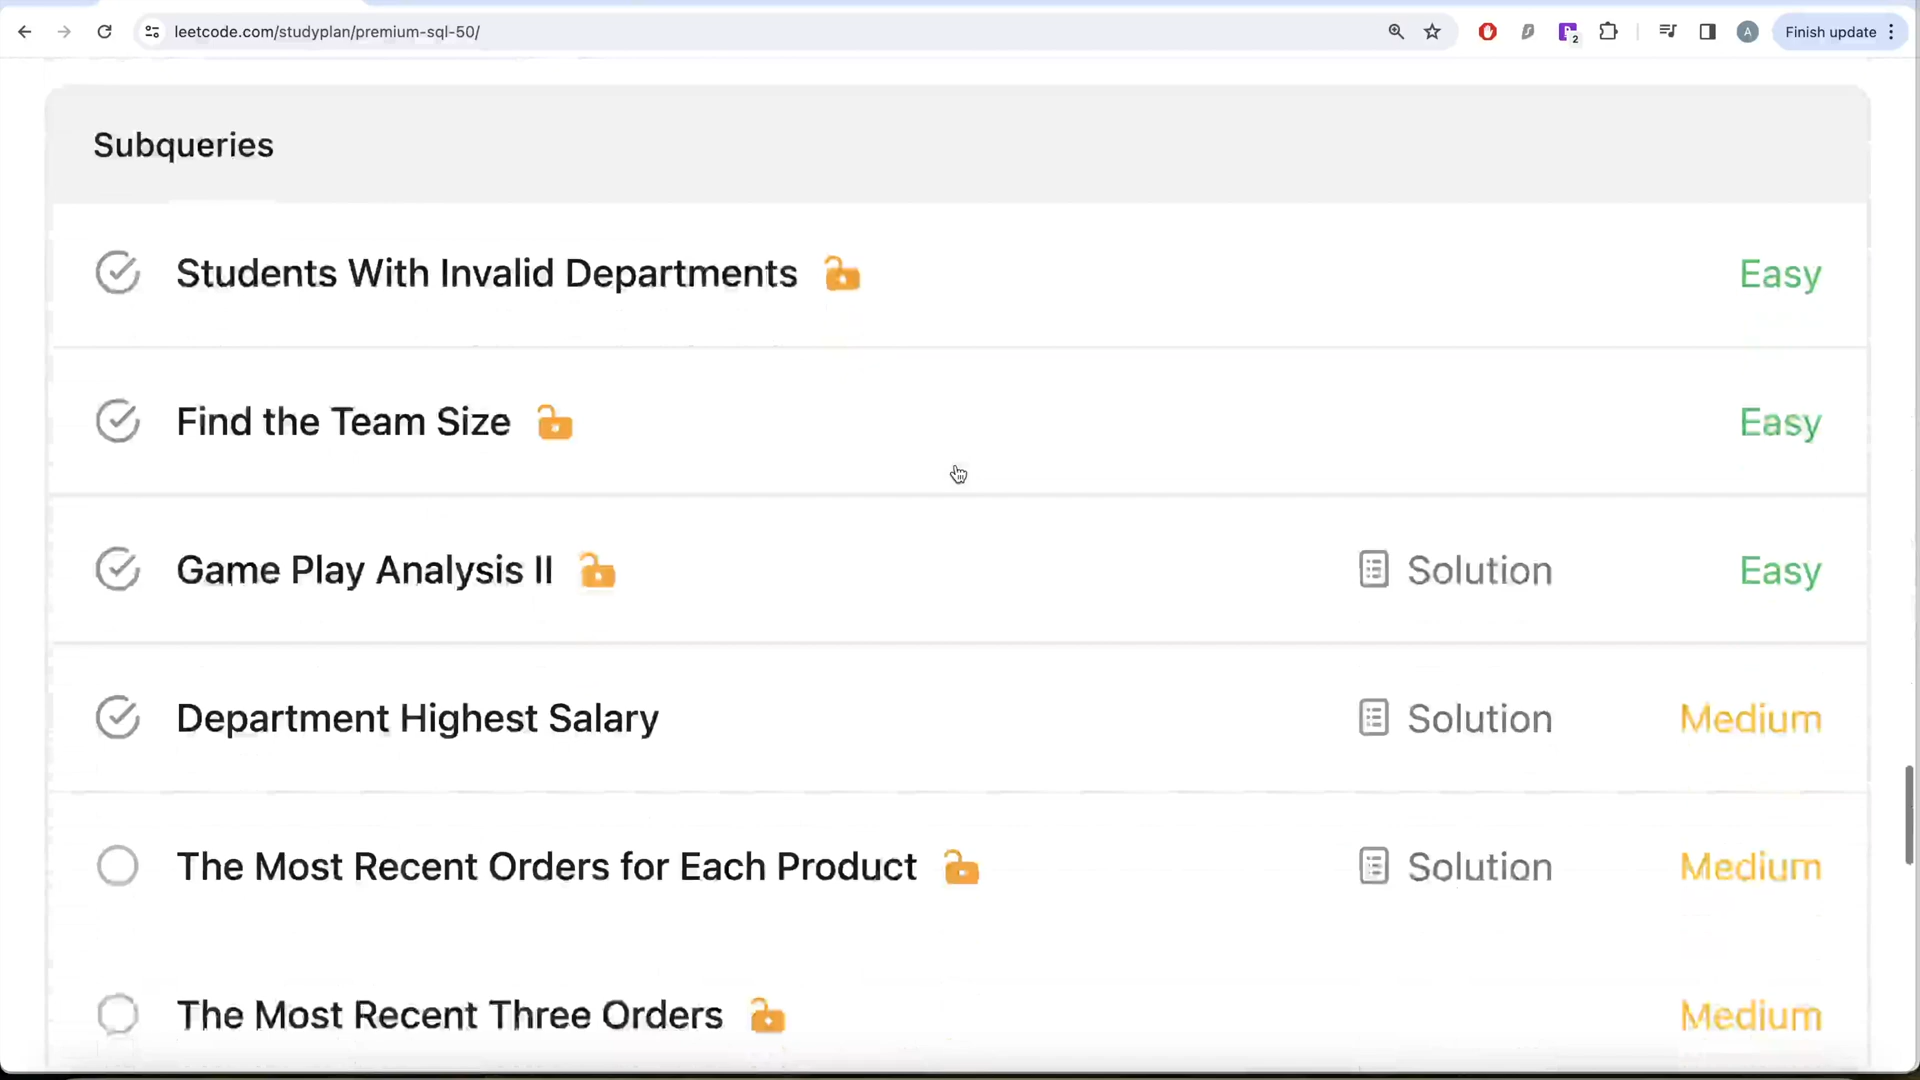 leetcode.com/studyplan/premium-sql-50/
2
A
Finish update
Subqueries
Students With Invalid Departments Easy
Find the Team Size Easy
Game Play Analysis II Solution Easy
Department Highest Salary Solution Medium
The Most Recent Orders for Each Product Solution Medium
The Most Recent Three Orders Medium